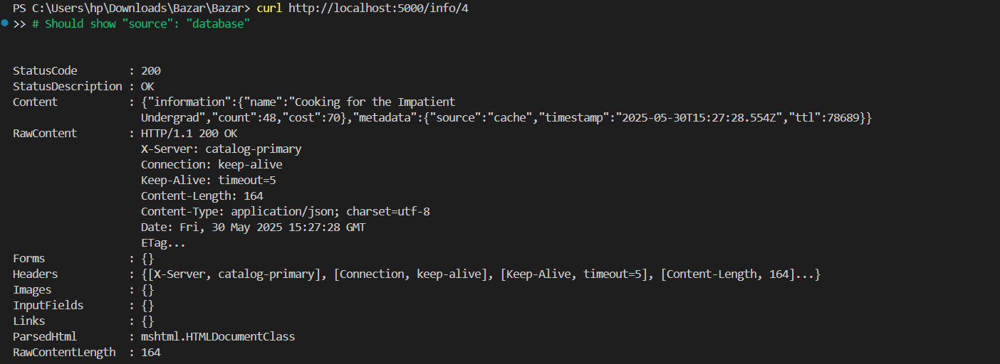 PS C:\Users\hp\Downloads\Bazar\Bazar> curl http://localhost:5000/info/4
>> # Should show "source": "database"
StatusCode        : 200
StatusDescription : OK
Content           : {"information":{"name":"Cooking for the Impatient
                    Undergrad","count":48,"cost":70},"metadata":{"source":"cache","timestamp":"2025-05-30T15:27:28.554Z","ttl":78689}}
RawContent        : HTTP/1.1 200 OK
                    X-Server: catalog-primary
                    Connection: keep-alive
                    Keep-Alive: timeout=5
                    Content-Length: 164
                    Content-Type: application/json; charset=utf-8
                    Date: Fri, 30 May 2025 15:27:28 GMT
                    ETag...
Forms             : {}
Headers           : {[X-Server, catalog-primary], [Connection, keep-alive], [Keep-Alive, timeout=5], [Content-Length, 164]...}
Images            : {}
InputFields       : {}
Links             : {}
ParsedHtml        : mshtml.HTMLDocumentClass
RawContentLength  : 164